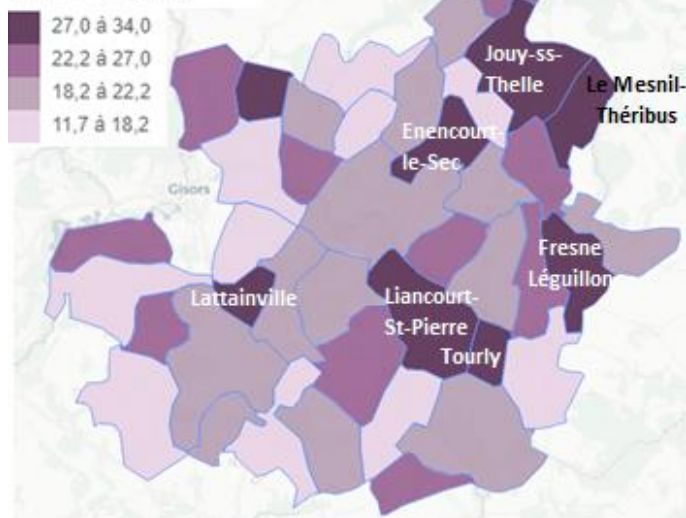 27,0 à 34,0
22,2 à 27,0
18,2 à 22,2
11,7 à 18,2
Jouy-ss-
Thelle
Le Mesnil-
Théribus
Enencourt-
le-Sec
Gisors
Fresne
Léguillon
Lattainville
Liancourt-
St-Pierre
Tourly